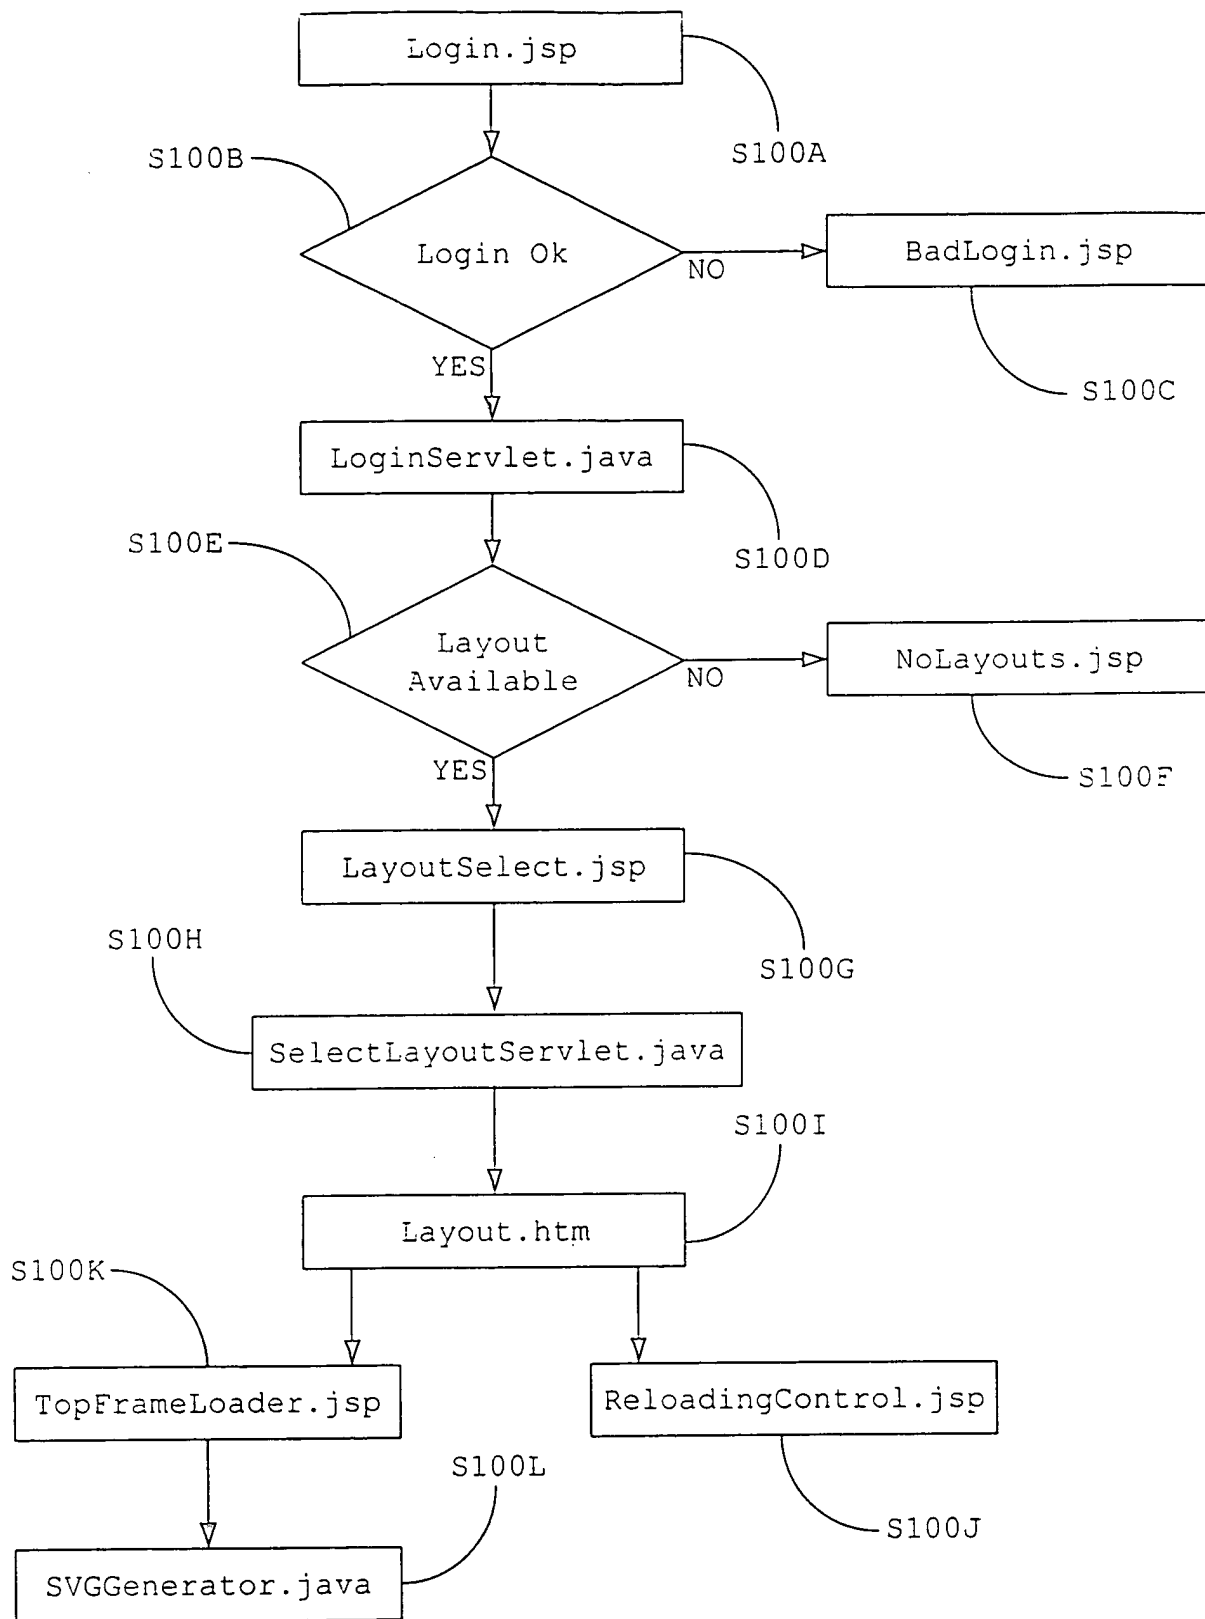 Login.jsp
S100A
S100B
Login Ok
NO
BadLogin.jsp
YES
S100C
LoginServlet.java
S100D
S100E
Layout
Available
NO
NoLayouts.jsp
YES
S100F
LayoutSelect.jsp
S100G
S100H
SelectLayoutServlet.java
S100I
Layout.htm
S100K
TopFrameLoader.jsp
ReloadingControl.jsp
S100L
S100J
SVGGenerator.java